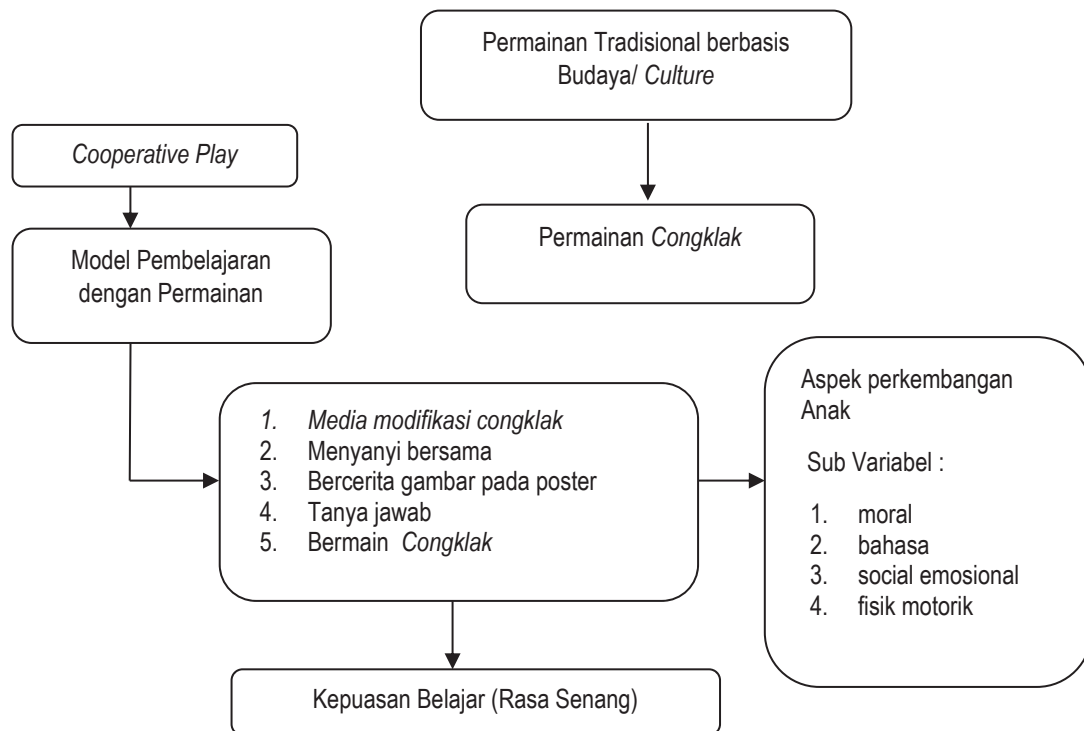 Permainan Tradisional berbasis
Budaya/ Culture
Cooperative Play
Model Pembelajaran
dengan Permainan
Permainan Congklak
1. Media modifikasi congklak
2. Menyanyi bersama
3. Bercerita gambar pada poster
4. Tanya jawab
5. Bermain Congklak
Aspek perkembangan
Anak
Sub Variabel :
1. moral
2. bahasa
3. social emosional
4. fisik motorik
Kepuasan Belajar (Rasa Senang)